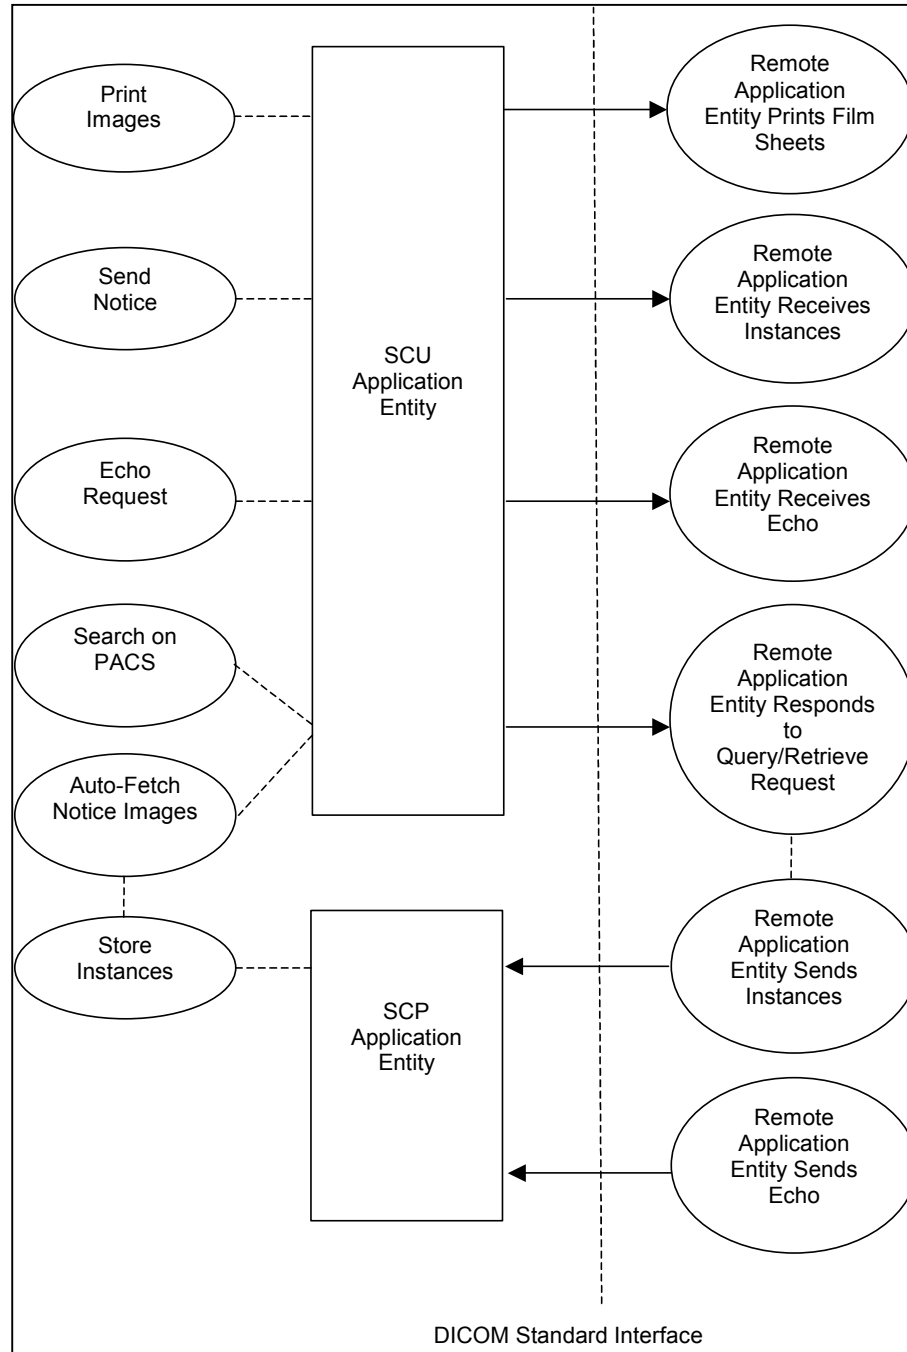 Print
Images
Remote
Application
Entity Prints Film
Sheets
Send
Notice
Remote
Application
Entity Receives
Instances
SCU
Application
Entity
Echo
Request
Remote
Application
Entity Receives
Echo
Search on
PACS
Remote
Application
Entity Responds
to
Query/Retrieve
Request
Auto-Fetch
Notice Images
Store
Instances
SCP
Application
Entity
Remote
Application
Entity Sends
Instances
Remote
Application
Entity Sends
Echo
DICOM Standard Interface